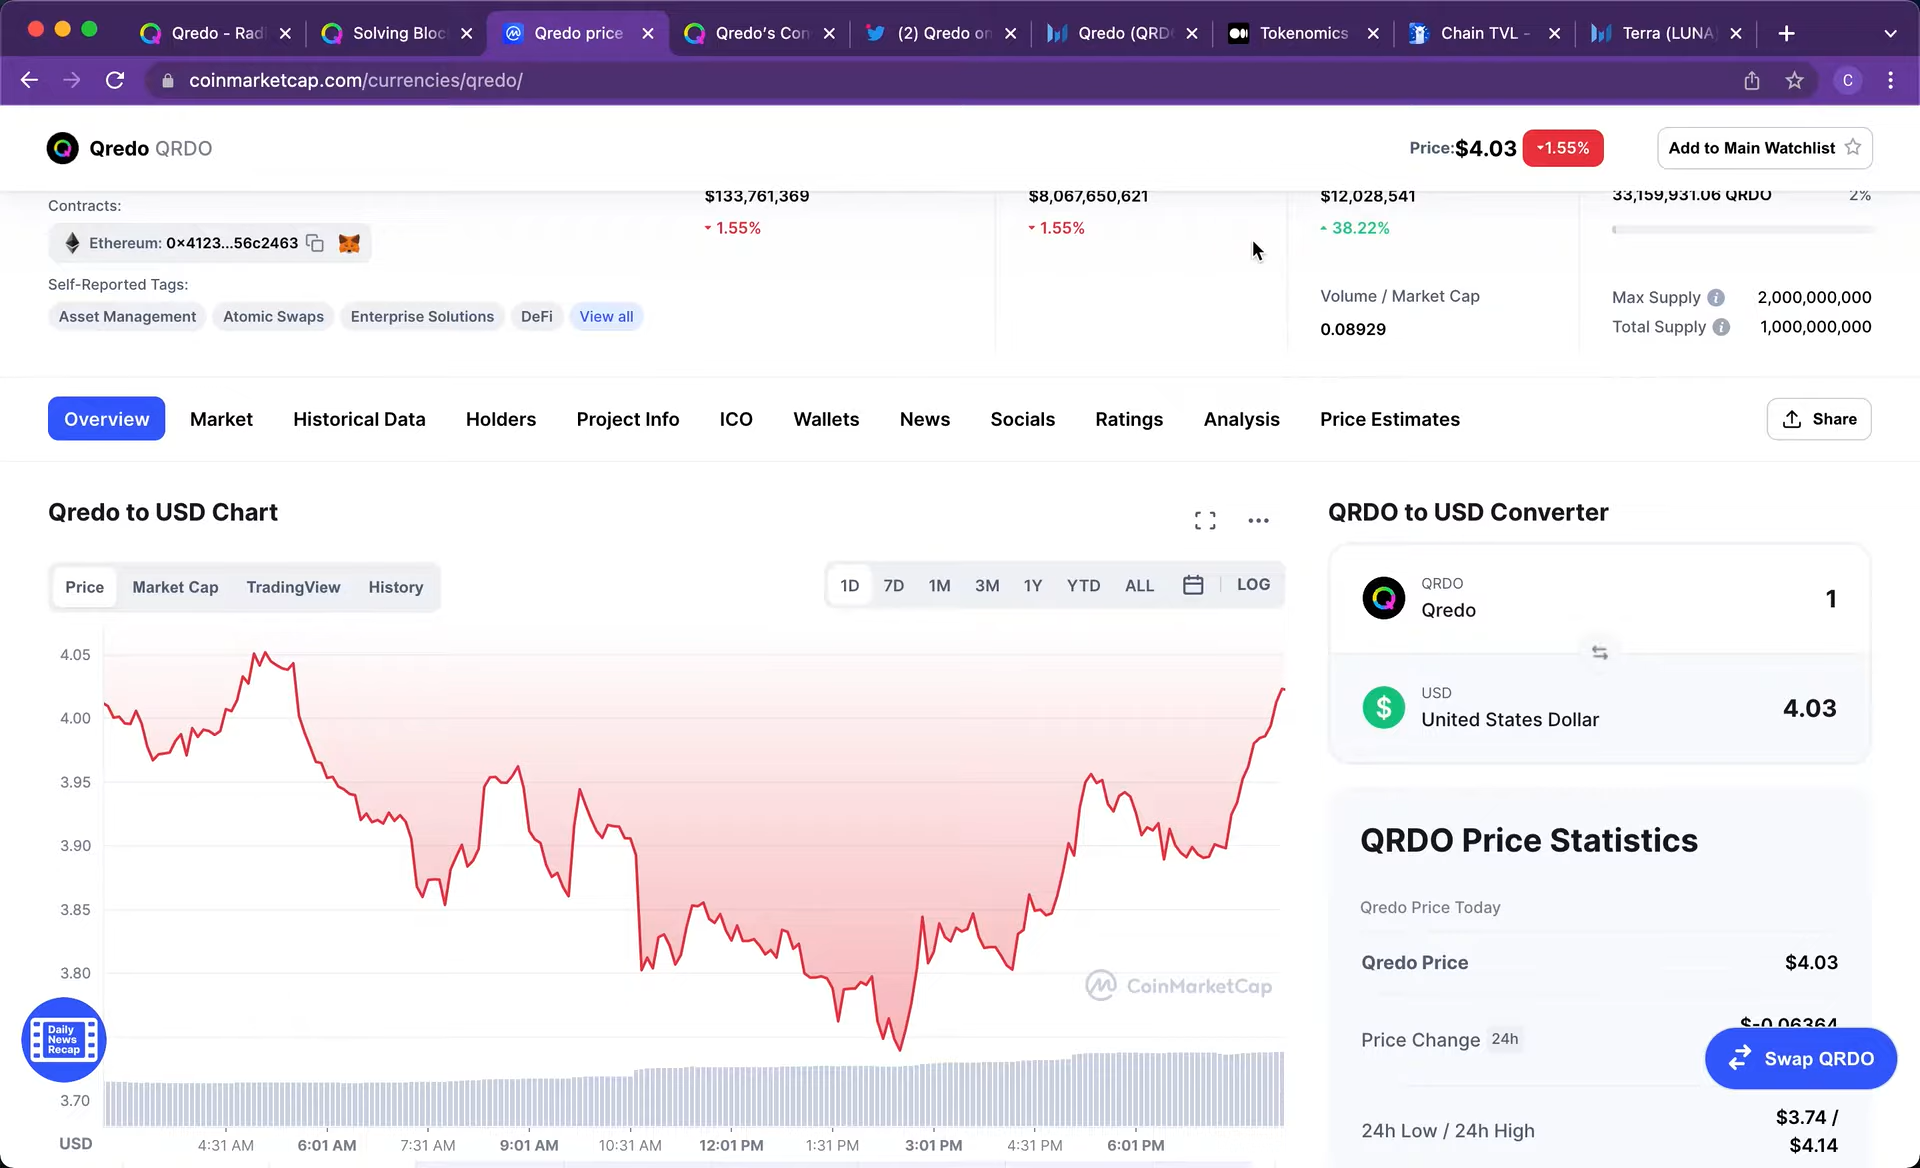 Qredo - Rad
Solving Bloc
Qredo price
Qredo's Con
(2) Qredo on
Qredo (QRD
Tokenomics
Chain TVL -
Terra (LUNA
coinmarketcap.com/currencies/qredo/
C
Qredo QRDO
Price:$4.03
1.55%
Add to Main Watchlist
Contracts:
Ethereum: 0x4123...56c2463
Self-Reported Tags:
Asset Management
Atomic Swaps
Enterprise Solutions
DeFi
View all
$133,761,369
1.55%
$8,067,650,621
1.55%
$12,028,541
38.22%
Volume / Market Cap
0.08929
33,159,931.06 QRDO
2%
Max Supply
2,000,000,000
Total Supply
1,000,000,000
Overview
Market
Historical Data
Holders
Project Info
ICO
Wallets
News
Socials
Ratings
Analysis
Price Estimates
Share
Qredo to USD Chart
Price
Market Cap
TradingView
History
1D
7D
1M
3M
1Y
YTD
ALL
LOG
4.05
4.00
3.95
3.90
3.85
3.80
3.70
USD
CoinMarketCap
4:31 AM
6:01 AM
7:31 AM
9:01 AM
10:31 AM
12:01 PM
1:31 PM
3:01 PM
4:31 PM
6:01 PM
Daily
News
Recap
QRDO to USD Converter
QRDO
Qredo
1
USD
United States Dollar
4.03
QRDO Price Statistics
Qredo Price Today
Qredo Price
$4.03
Price Change 24h
$-0.06364
Swap QRDO
24h Low / 24h High
$3.74 /
$4.14